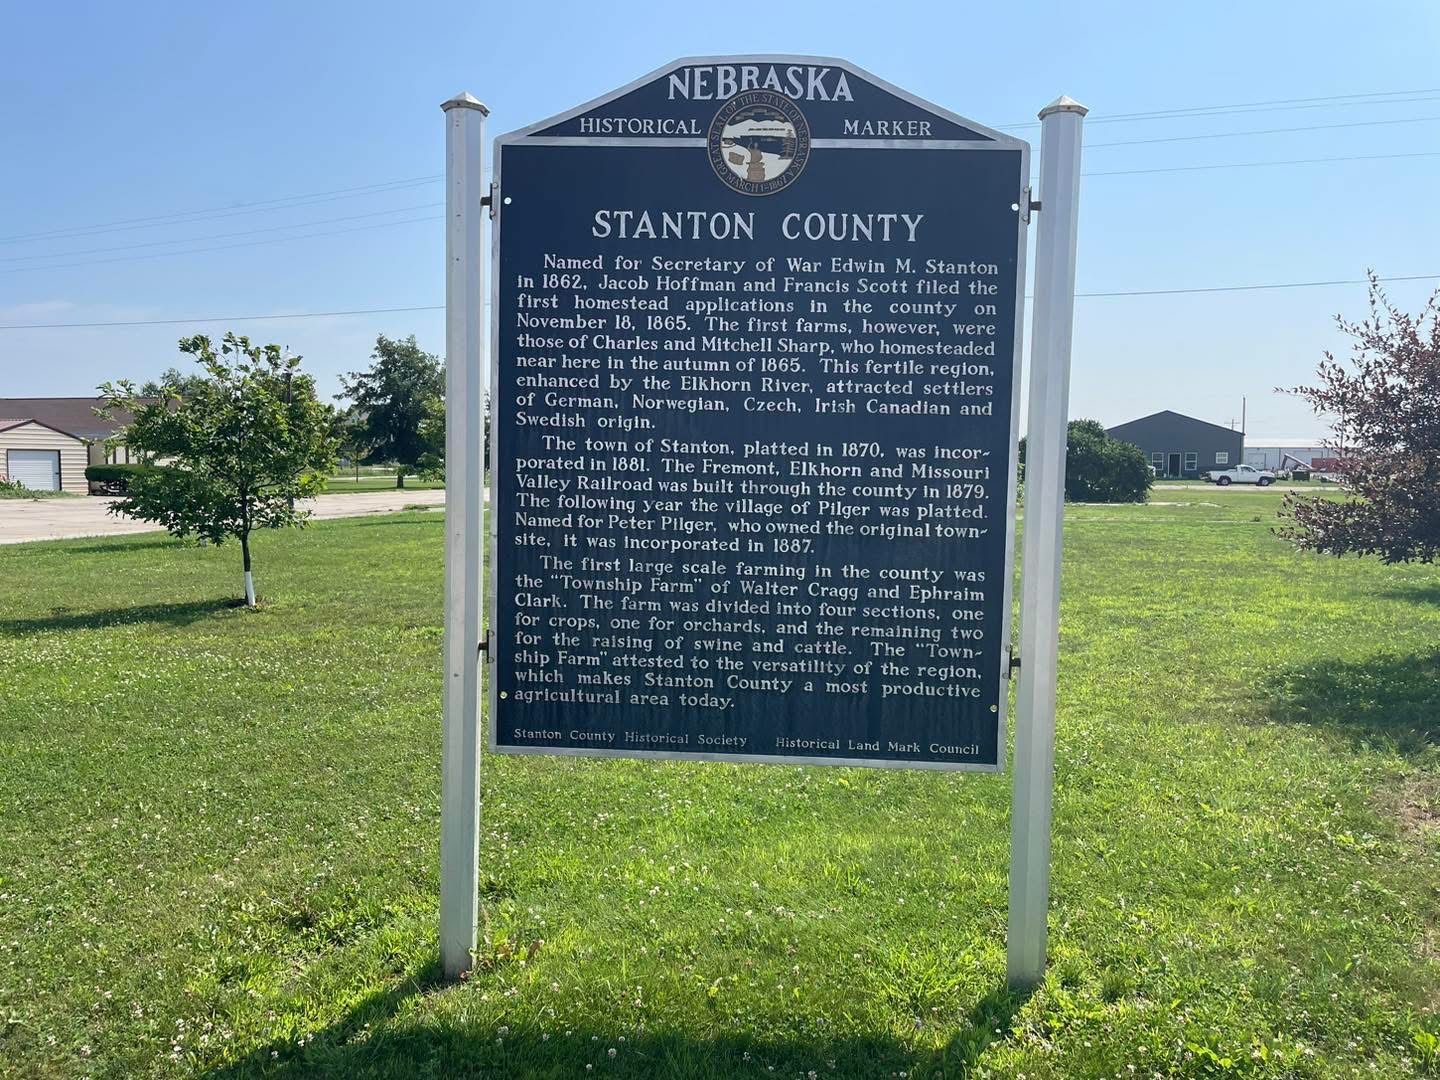 NEBRASKA
HISTORICAL MARKER
GREAT SEAL OF THE STATE OF NEBRASKA
MARCH 1 1867
STANTON COUNTY
Named for Secretary of War Edwin M. Stanton
in 1862, Jacob Hoffman and Francis Scott filed the
first homestead applications in the county on
November 18, 1865. The first farms, however, were
those of Charles and Mitchell Sharp, who homesteaded
near here in the autumn of 1865. This fertile region,
enhanced by the Elkhorn River, attracted settlers
of German, Norwegian, Czech, Irish Canadian and
Swedish origin.
The town of Stanton, platted in 1870, was incor-
porated in 1881. The Fremont, Elkhorn and Missouri
Valley Railroad was built through the county in 1879.
The following year the village of Pilger was platted.
Named for Peter Pilger, who owned the original town-
site, it was incorporated in 1887.
The first large scale farming in the county was
the "Township Farm" of Walter Cragg and Ephraim
Clark. The farm was divided into four sections, one
for crops, one for orchards, and the remaining two
for the raising of swine and cattle. The "Town-
ship Farm" attested to the versatility of the region,
which makes Stanton County a most productive
agricultural area today.
Stanton County Historical Society Historical Land Mark Council